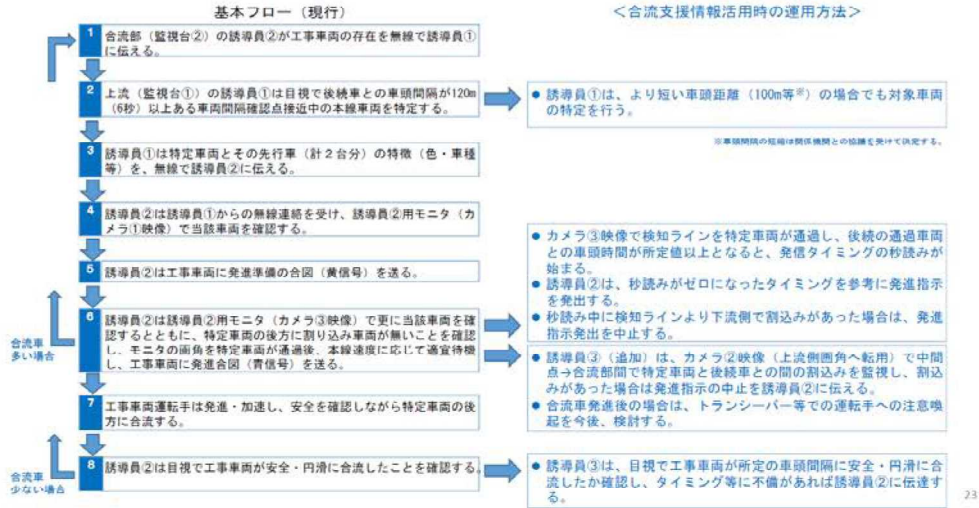 基本フロー（現行）
＜合流支援情報活用時の運用方法＞
1
合流部（監視台②）の誘導員②が工事車両の存在を無線で誘導員①
に伝える。
2
上流（監視台①）の誘導員①は目視で後続車との車頭間隔が120m
（6秒）以上ある車両間隔確認点接近中の本線車両を特定する。
● 誘導員①は、より短い車頭距離（100m等※）の場合でも対象車両
の特定を行う。
※車頭間隔の短縮は関係機関との協議を受けて決定する。
3
誘導員①は特定車両とその先行車（計２台分）の特徴（色・車種
等）を、無線で誘導員②に伝える。
4
誘導員②は誘導員①からの無線連絡を受け、誘導員②用モニタ（カ
メラ①映像）で当該車両を確認する。
5
誘導員②は工事車両に発進準備の合図（黄信号）を送る。
● カメラ③映像で検知ラインを特定車両が通過し、後続の通過車両
との車頭時間が所定値以上となると、発信タイミングの秒読みが
始まる。
● 誘導員②は、秒読みがゼロになったタイミングを参考に発進指示
を発出する。
● 秒読み中に検知ラインより下流側で割込みがあった場合は、発進
指示発出を中止する。
合流車
多い場合
6
誘導員②は誘導員②用モニタ（カメラ③映像）で更に当該車両を確
認するとともに、特定車両の後方に割り込み車両が無いことを確認
し、モニタの画角を特定車両が通過後、本線速度に応じて適宜待機
し、工事車両に発進合図（青信号）を送る。
● 誘導員③（追加）は、カメラ②映像（上流側画角へ転用）で中間
点→合流部間で特定車両と後続車との間の割込みを監視し、割込
みがあった場合は発進指示の中止を誘導員②に伝える。
● 合流車発進後の場合は、トランシーバー等での運転手への注意喚
起を今後、検討する。
7
工事車両運転手は発進・加速し、安全を確認しながら特定車両の後
方に合流する。
合流車
少ない場合
8
誘導員②は目視で工事車両が安全・円滑に合流したことを確認する。
● 誘導員③は、目視で工事車両が所定の車頭間隔に安全・円滑に合
流したか確認し、タイミング等に不備があれば誘導員②に伝達す
る。
23